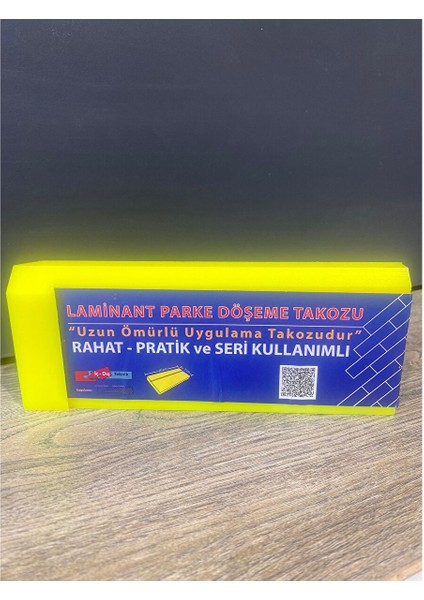 LAMİNANT PARKE DÖŞEME TAKOZU
"Uzun Ömürlü Uygulama Takozudur"
RAHAT - PRATİK ve SERİ KULLANIMLI